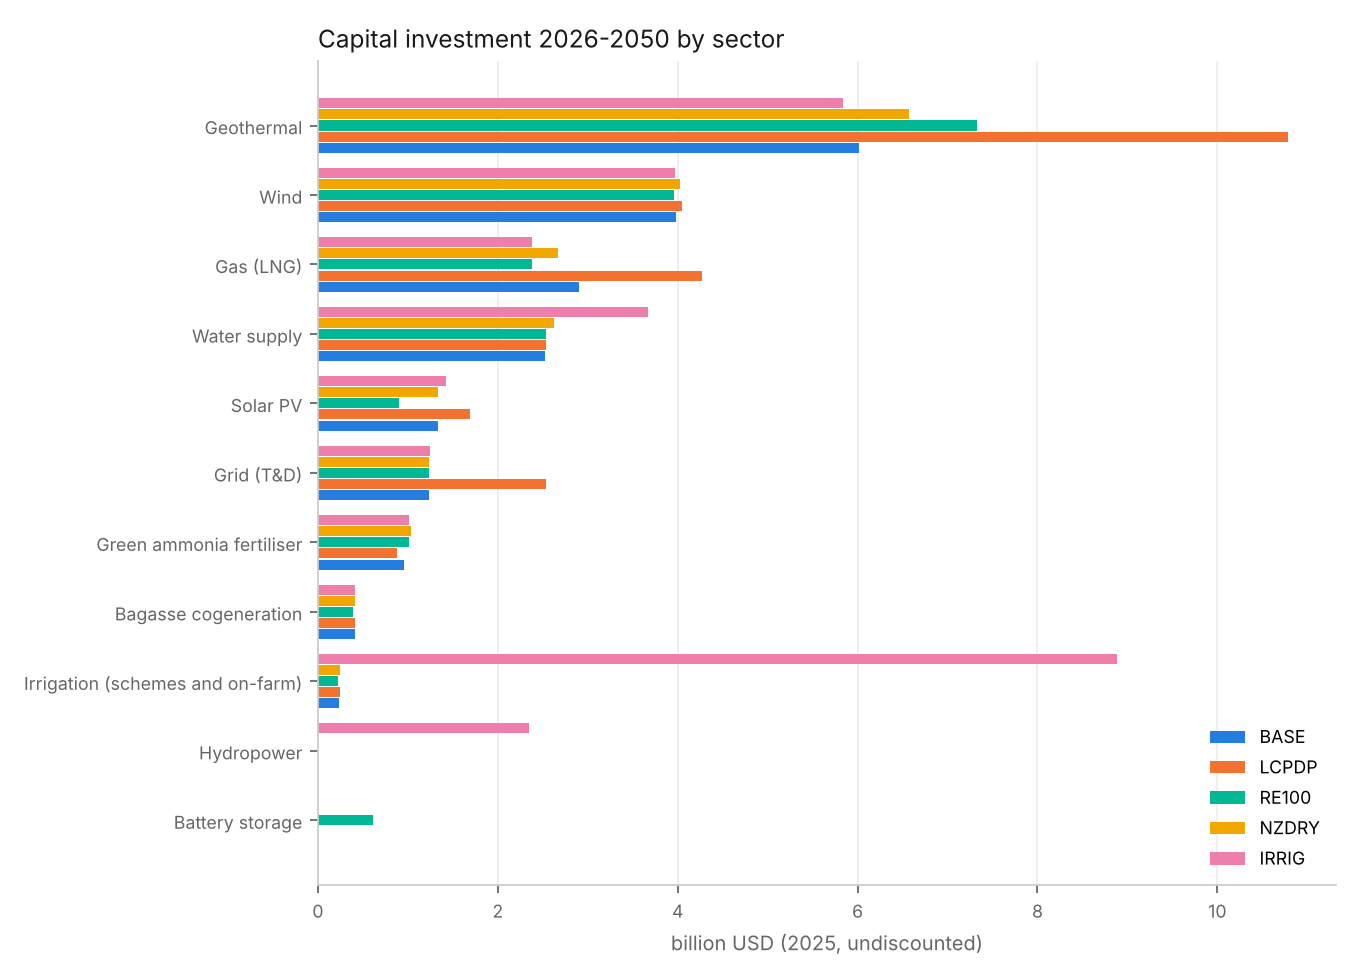 Capital investment 2026-2050 by sector
Geothermal
Wind
Gas (LNG)
Water supply
Solar PV
Grid (T&D)
Green ammonia fertiliser
Bagasse cogeneration
Irrigation (schemes and on-farm)
Hydropower
Battery storage
BASE
LCPDP
RE100
NZDRY
IRRIG
0 2 4 6 8 10
billion USD (2025, undiscounted)